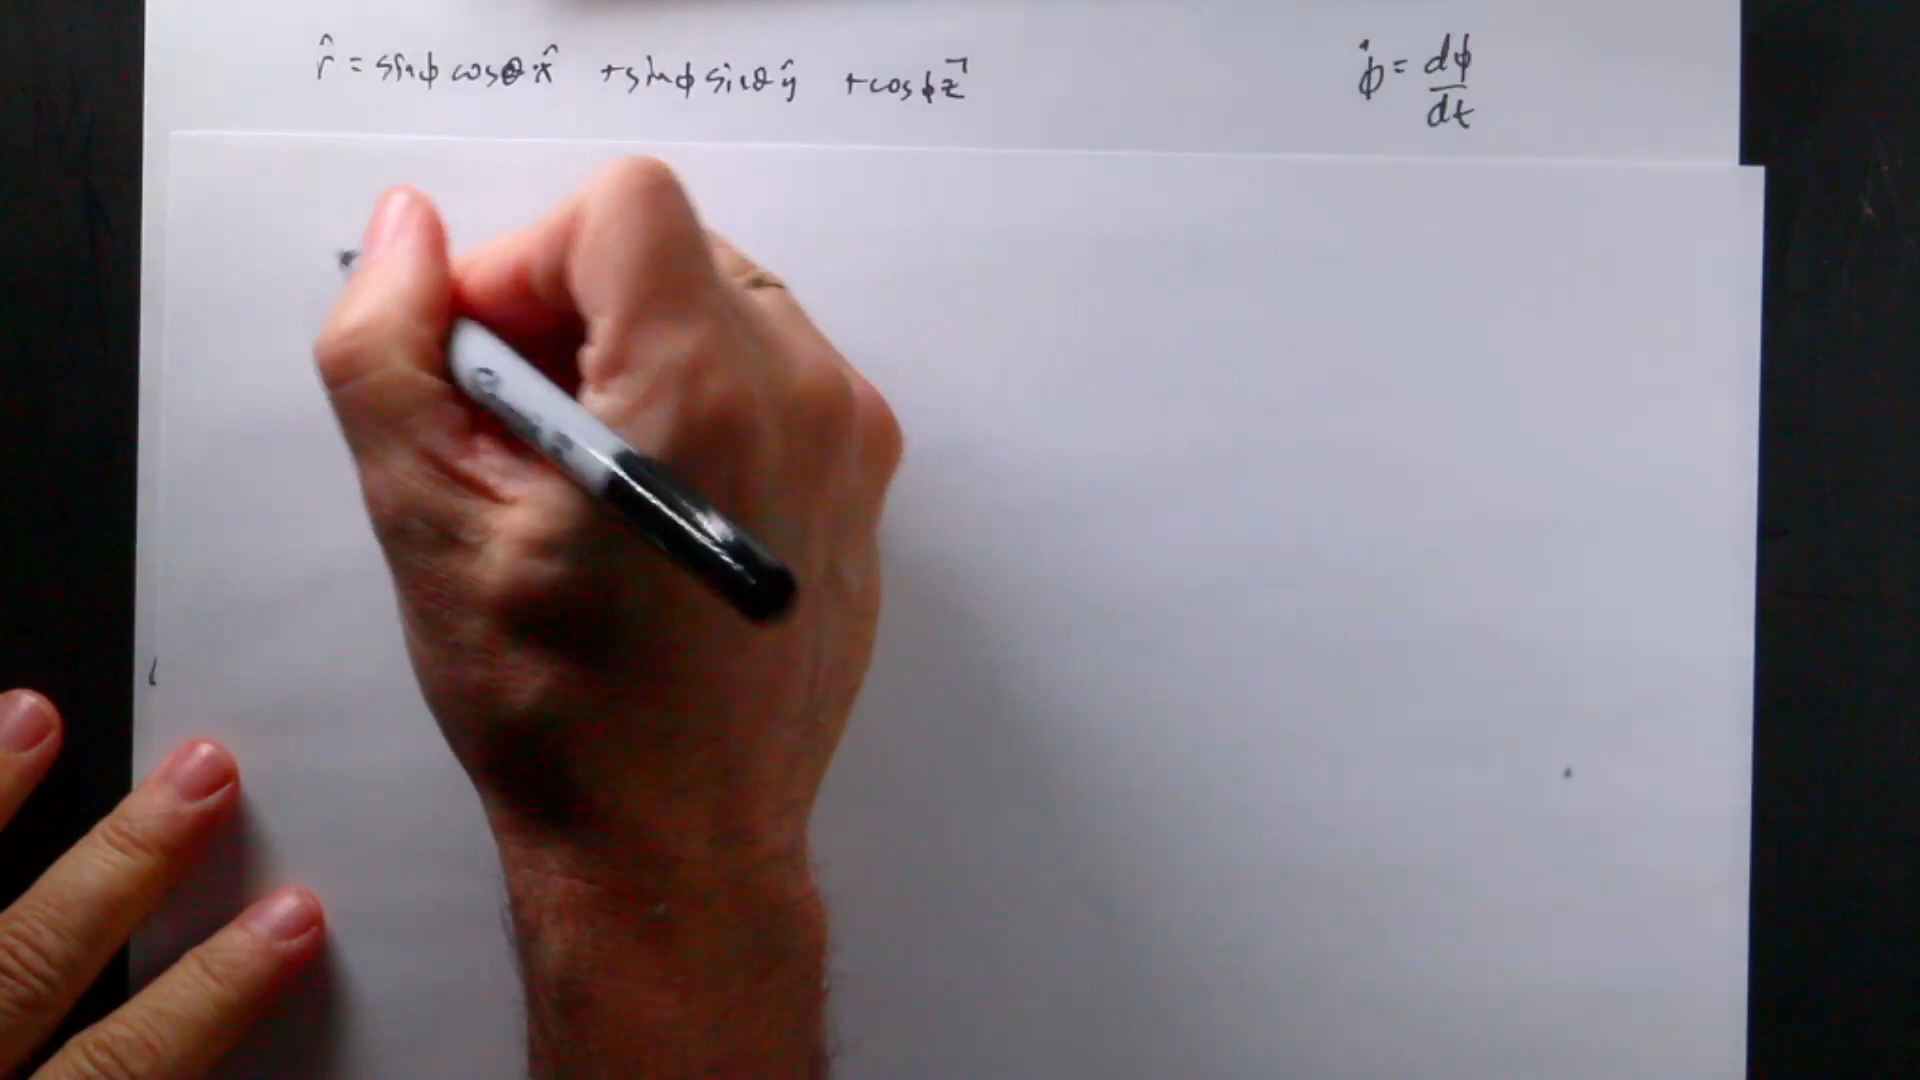 r̂ = sinϕ cosθ x̂ + sinϕ sinθ ŷ + cosϕ z⃗
ϕ̇ = dϕ/dt